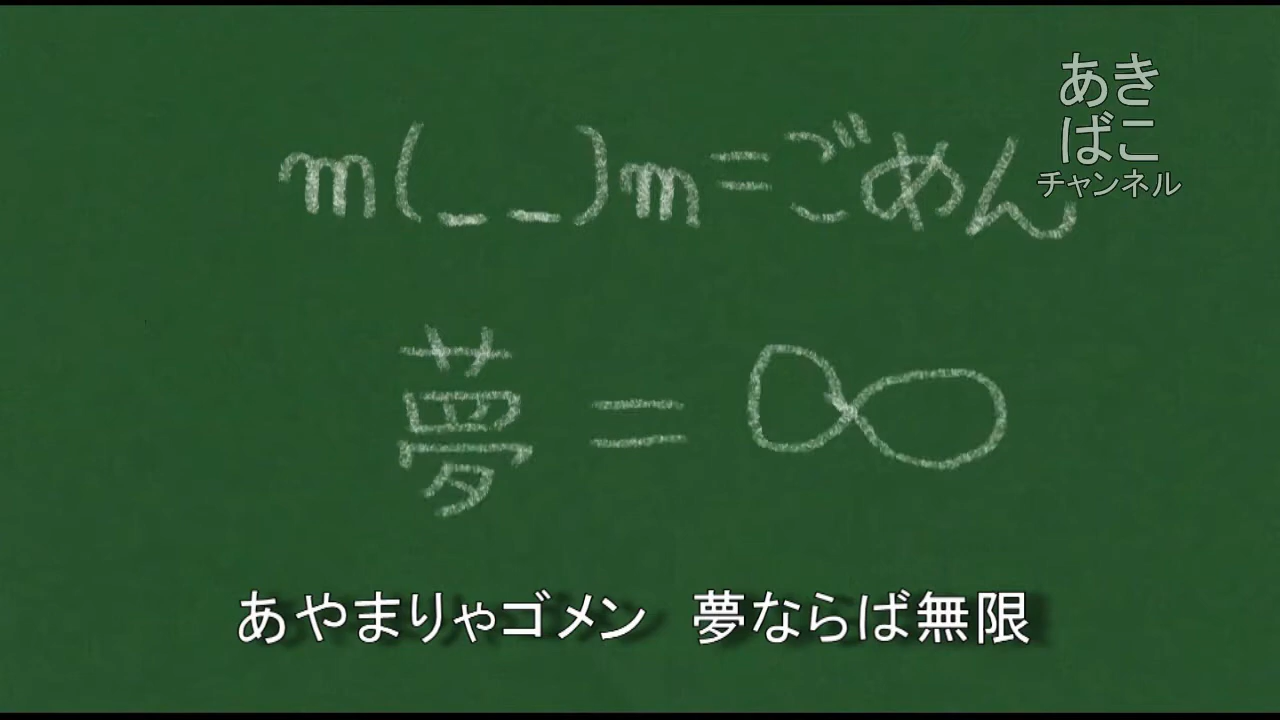 あき
ばこ
チャンネル
m(_ _)m=ごめん
夢 = ∞
あやまりゃゴメン 夢ならば無限